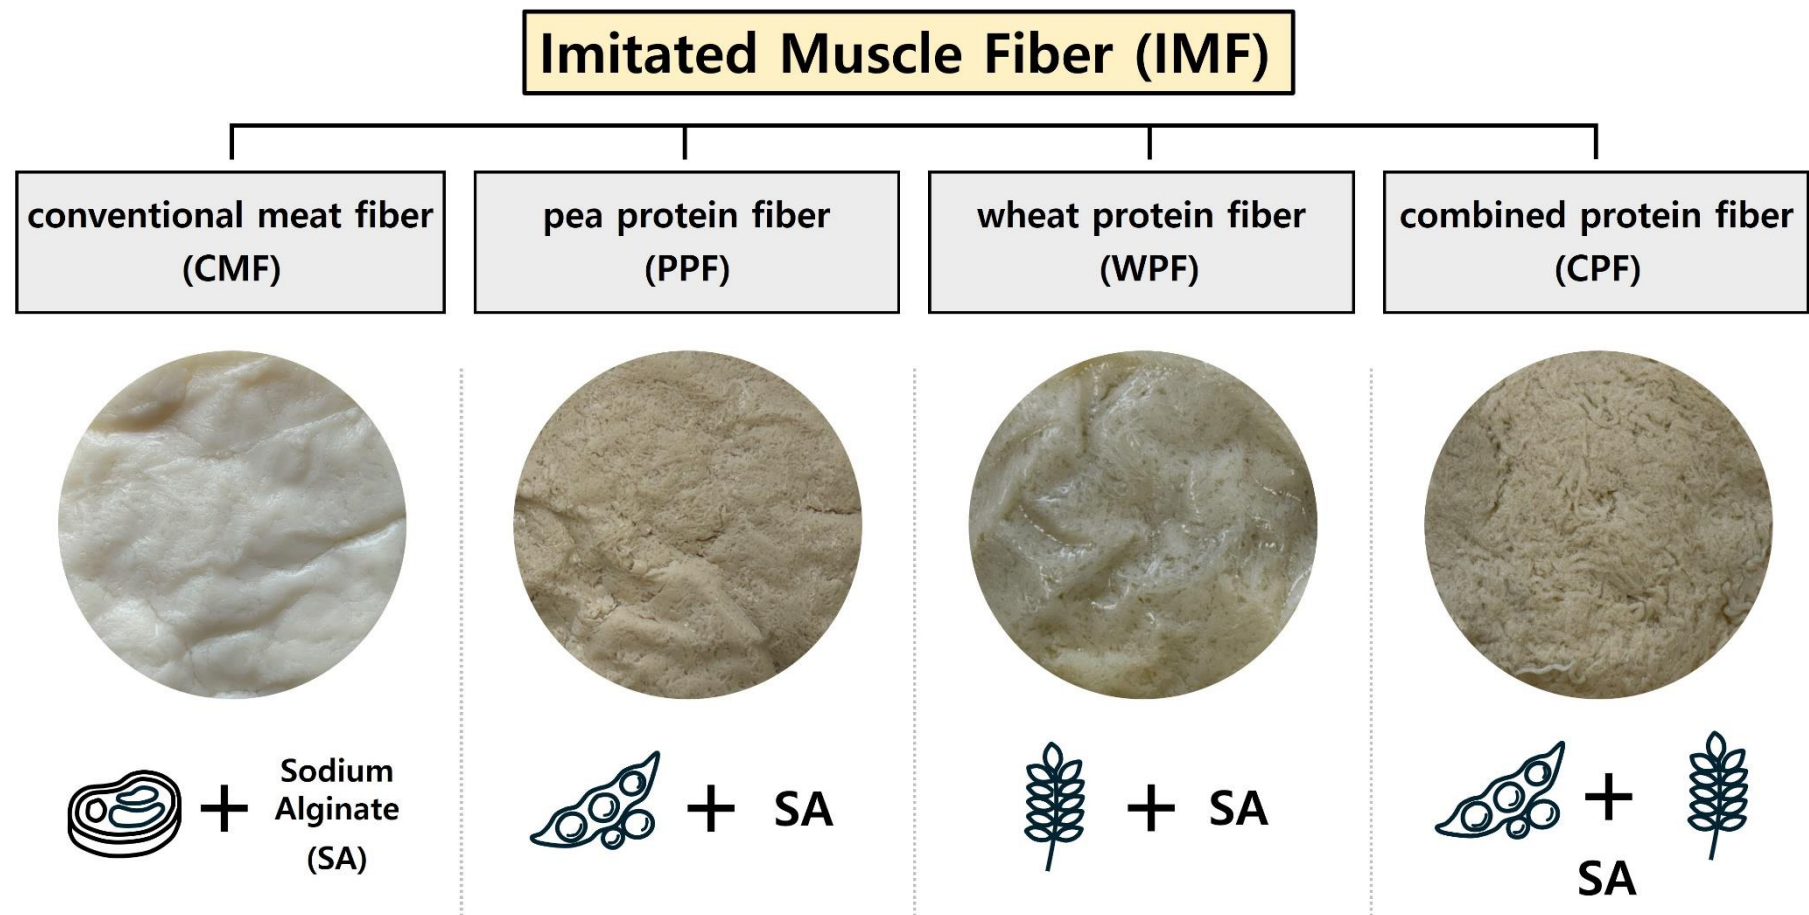 Imitated Muscle Fiber (IMF)
conventional meat fiber
(CMF)
pea protein fiber
(PPF)
wheat protein fiber
(WPF)
combined protein fiber
(CPF)
+ Sodium
Alginate
(SA)
+ SA
+ SA
+
SA